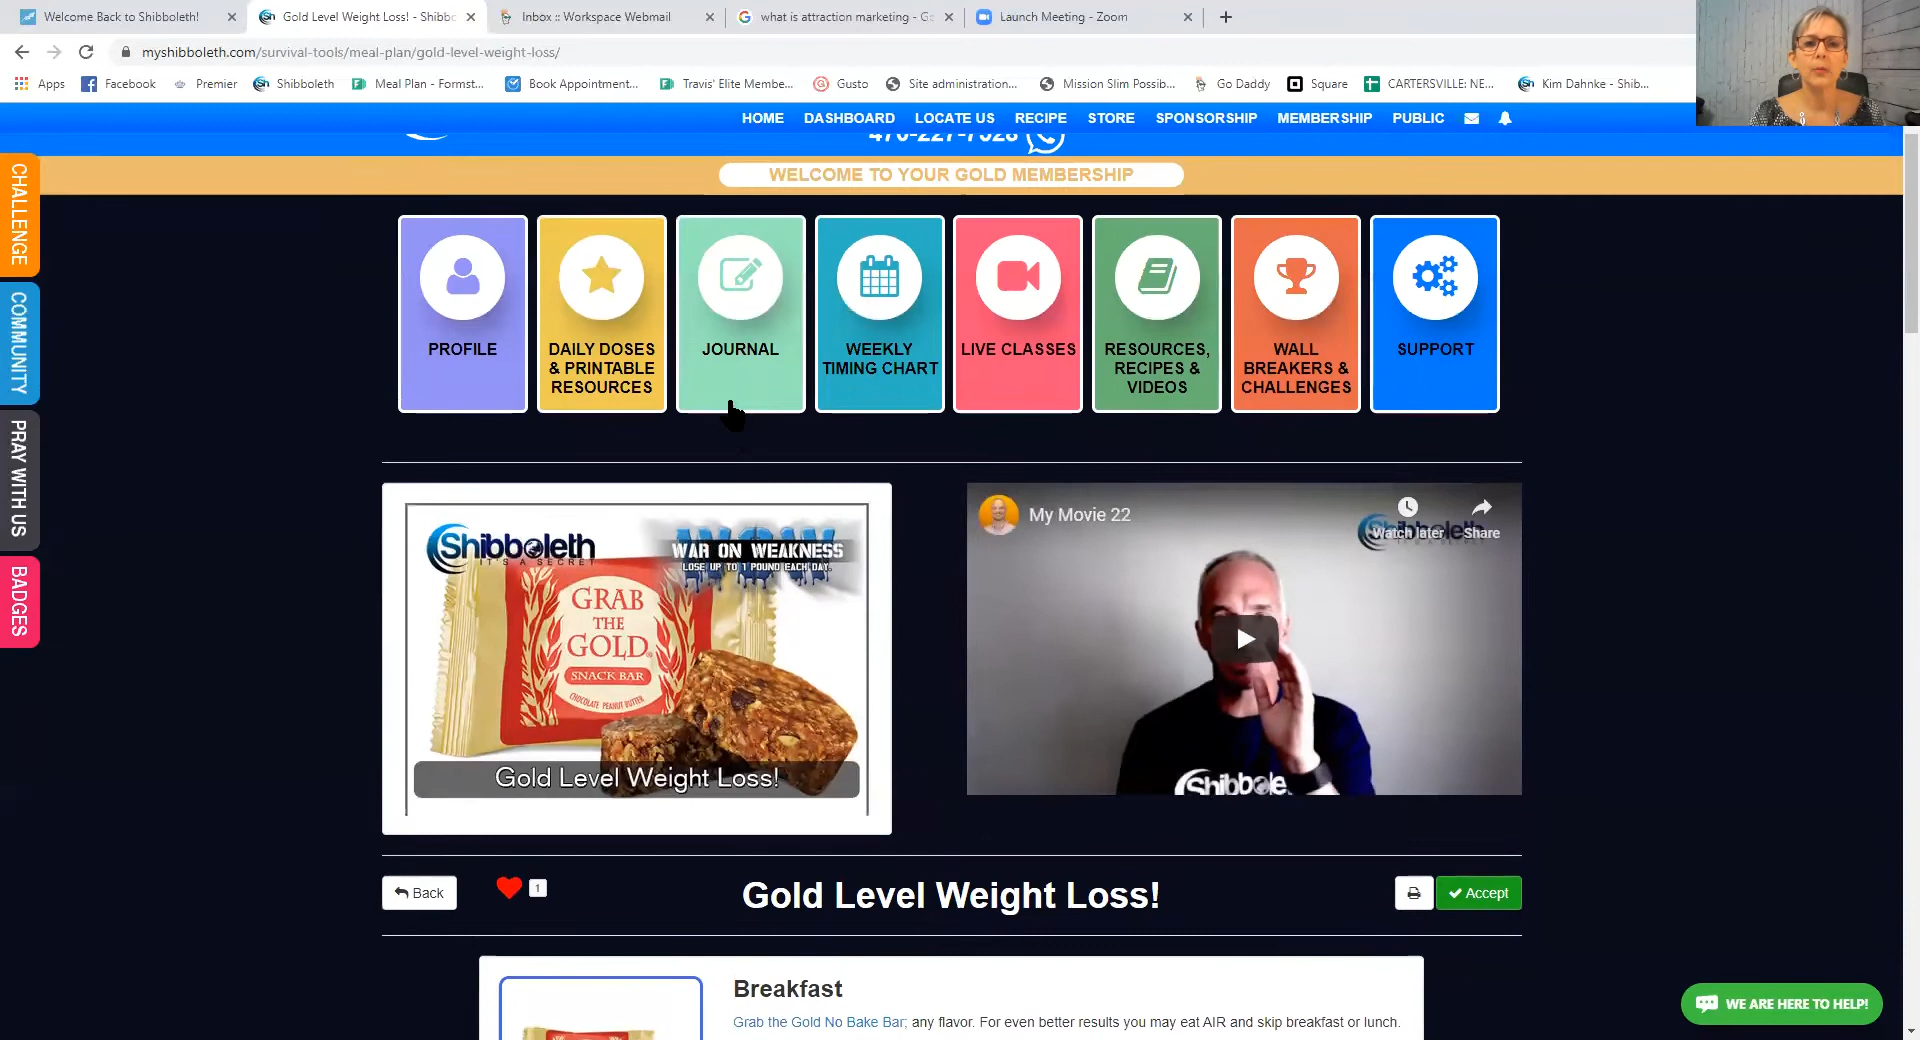 Welcome Back to Shibboleth!
Gold Level Weight Loss! - Shibbo
Inbox :: Workspace Webmail
what is attraction marketing - Go
Launch Meeting - Zoom
myshibboleth.com/survival-tools/meal-plan/gold-level-weight-loss/
Apps
Facebook
Premier
Shibboleth
Meal Plan - Formst...
Book Appointment...
Travis' Elite Membe...
Gusto
Site administration...
Mission Slim Possib...
Go Daddy
Square
CARTERSVILLE: NE...
Kim Dahnke - Shib...
HOME DASHBOARD LOCATE US RECIPE STORE SPONSORSHIP MEMBERSHIP PUBLIC
WELCOME TO YOUR GOLD MEMBERSHIP
CHALLENGE
COMMUNITY
PRAY WITH US
BADGES
PROFILE
DAILY DOSES
& PRINTABLE
RESOURCES
JOURNAL
WEEKLY
TIMING CHART
LIVE CLASSES
RESOURCES,
RECIPES &
VIDEOS
WALL
BREAKERS &
CHALLENGES
SUPPORT
Shibboleth
IT'S A SECRET
WAR ON WEAKNESS
LOSE UP TO 1 POUND EACH DAY.
GRAB
THE
GOLD
SNACK BAR
CHOCOLATE PEANUT BUTTER
Gold Level Weight Loss!
My Movie 22
Shibboleth
Watch later
Share
Shibbole
Back
1
Gold Level Weight Loss!
Accept
Breakfast
Grab the Gold No Bake Bar; any flavor. For even better results you may eat AIR and skip breakfast or lunch.
WE ARE HERE TO HELP!